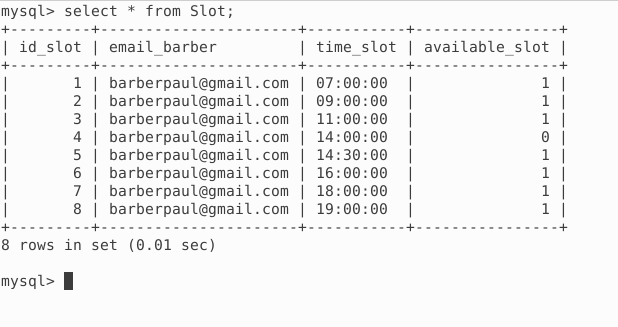 mysql> select * from Slot;
+---------+----------------------+-----------+----------------+
| id_slot | email_barber         | time_slot | available_slot |
+---------+----------------------+-----------+----------------+
|       1 | barberpaul@gmail.com | 07:00:00  |              1 |
|       2 | barberpaul@gmail.com | 09:00:00  |              1 |
|       3 | barberpaul@gmail.com | 11:00:00  |              1 |
|       4 | barberpaul@gmail.com | 14:00:00  |              0 |
|       5 | barberpaul@gmail.com | 14:30:00  |              1 |
|       6 | barberpaul@gmail.com | 16:00:00  |              1 |
|       7 | barberpaul@gmail.com | 18:00:00  |              1 |
|       8 | barberpaul@gmail.com | 19:00:00  |              1 |
+---------+----------------------+-----------+----------------+
8 rows in set (0.01 sec)
mysql>